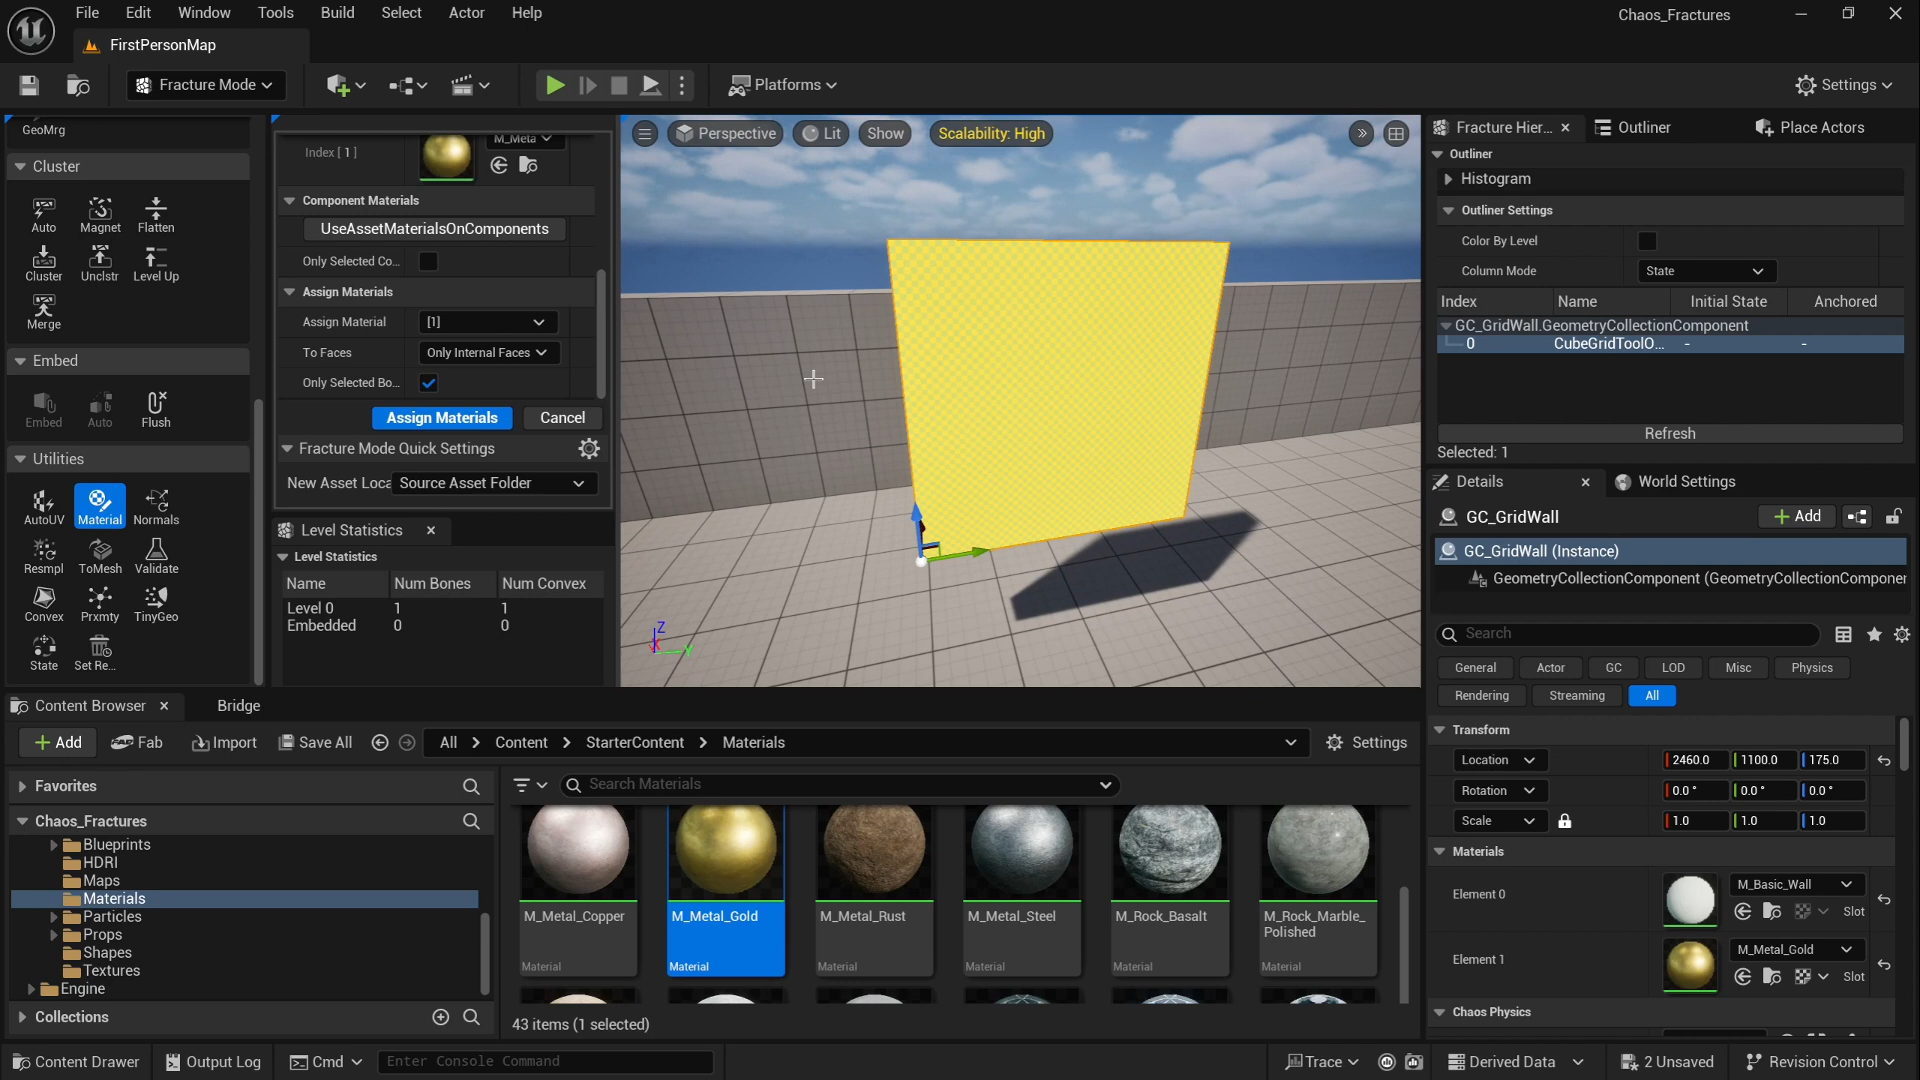 File Edit Window Tools Build Select Actor Help
Chaos_Fractures
FirstPersonMap
Fracture Mode
Platforms
Settings
GeoMrg
Cluster
Auto Magnet Flatten
Cluster Unclstr Level Up
Merge
Embed
Embed Auto Flush
Utilities
AutoUV Material Normals
Resmpl ToMesh Validate
Convex Prxmty TinyGeo
State Set Re...
Index [ 1 ]
M_Meta
Component Materials
UseAssetMaterialsOnComponents
Only Selected Co...
Assign Materials
Assign Material [1]
To Faces Only Internal Faces
Only Selected Bo...
Assign Materials Cancel
Fracture Mode Quick Settings
New Asset Loca Source Asset Folder
Level Statistics
Level Statistics
Name Num Bones Num Convex
Level 0 1 1
Embedded 0 0
Perspective Lit Show Scalability: High
Z
X
Y
Fracture Hier... Outliner Place Actors
Outliner
Histogram
Outliner Settings
Color By Level
Column Mode State
Index Name Initial State Anchored
GC_GridWall.GeometryCollectionComponent
0 CubeGridToolO... - -
Refresh
Selected: 1
Details World Settings
GC_GridWall Add
GC_GridWall (Instance)
GeometryCollectionComponent (GeometryCollectionComponen
Search
General Actor GC LOD Misc Physics
Rendering Streaming All
Transform
Location 2460.0 1100.0 175.0
Rotation 0.0 ° 0.0 ° 0.0 °
Scale 1.0 1.0 1.0
Materials
Element 0 M_Basic_Wall
Slot
Element 1 M_Metal_Gold
Slot
Chaos Physics
Content Browser Bridge
Add Fab Import Save All All Content StarterContent Materials Settings
Favorites
Chaos_Fractures
Blueprints
HDRI
Maps
Materials
Particles
Props
Shapes
Textures
Engine
Collections
Search Materials
M_Metal_Copper M_Metal_Gold M_Metal_Rust M_Metal_Steel M_Rock_Basalt M_Rock_Marble_
Polished
Material Material Material Material Material Material
43 items (1 selected)
Content Drawer Output Log Cmd Enter Console Command Trace Derived Data 2 Unsaved Revision Control